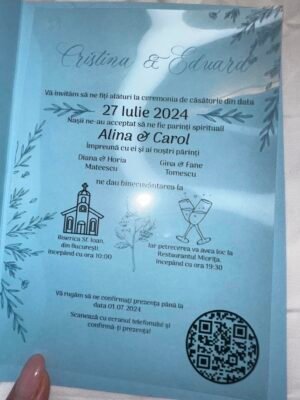 Cristina & Eduard
Vă invităm să ne fiți alături la ceremonia de căsătorie din data
27 Iulie 2024
Nașii ne-au acceptat să ne fie parinți spirituali
Alina & Carol
Împreună cu ei și ai noștri părinți
Diana & Horia Mateescu
Gina & Fane Tomescu
ne dau binecuvântarea la
Biserica Sf. Ioan,
din București,
începând cu ora 10:00
Iar petrecerea va avea loc la
Restaurantul Miorița,
începând cu ora 19:30
Vă rugăm să ne confirmați prezența până la
data 01.07.2024
Scanează cu ecranul telefonului și
confirmă-ți prezența!